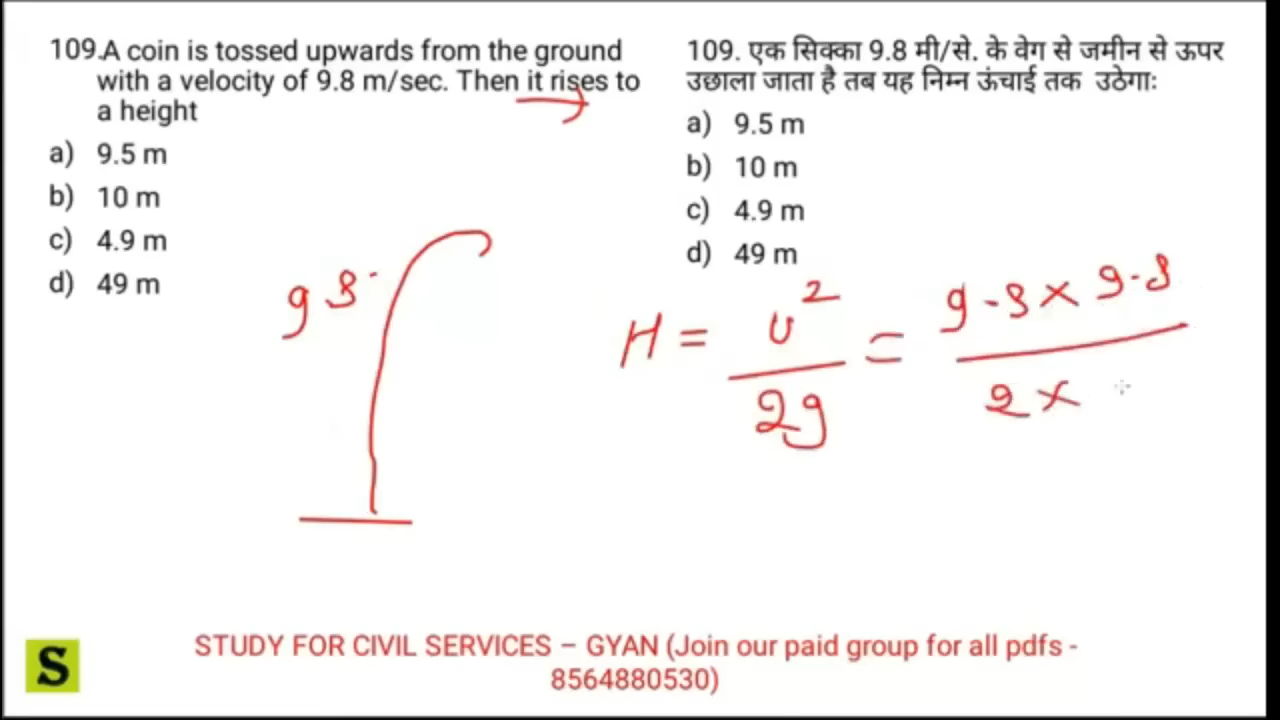 109.A coin is tossed upwards from the ground
with a velocity of 9.8 m/sec. Then it rises to
a height
a) 9.5 m
b) 10 m
c) 4.9 m
d) 49 m
109. एक सिक्का 9.8 मी/से. के वेग से जमीन से ऊपर
उछाला जाता है तब यह निम्न ऊंचाई तक उठेगाः
a) 9.5 m
b) 10 m
c) 4.9 m
d) 49 m
9 8
H = u² / 2g = 9.8 × 9.8 / 2 ×
S
STUDY FOR CIVIL SERVICES – GYAN (Join our paid group for all pdfs -
8564880530)